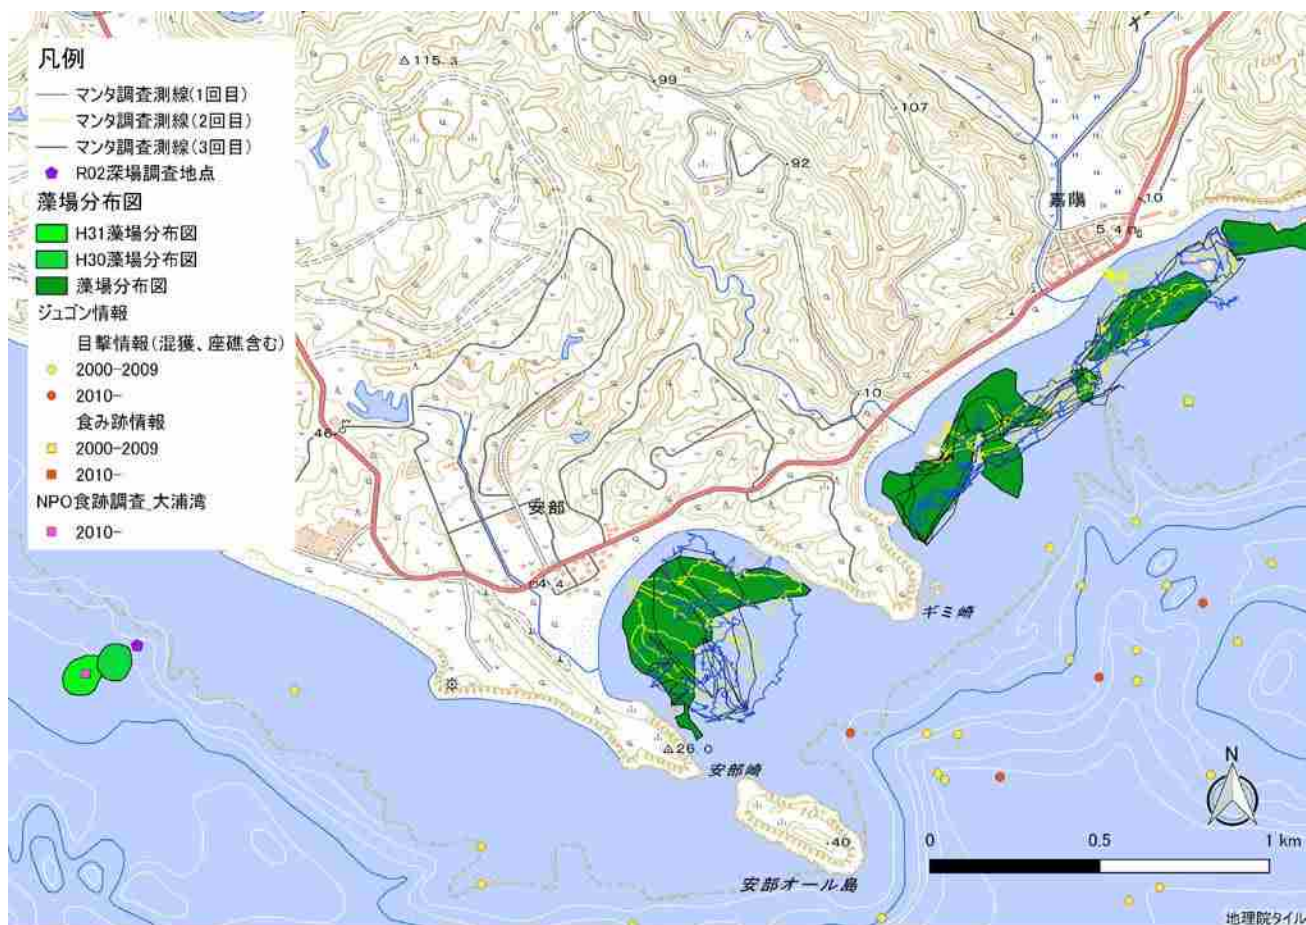 凡例
マンタ調査測線(1回目)
マンタ調査測線(2回目)
マンタ調査測線(3回目)
R02深場調査地点
藻場分布図
H31藻場分布図
H30藻場分布図
藻場分布図
ジュゴン情報
目撃情報(混獲、座礁含む)
2000-2009
2010-
食み跡情報
2000-2009
2010-
NPO食跡調査_大浦湾
2010-
115.3
99
107
92
嘉陽
10
5.4
10
46
安部
4.4
ギミ崎
26.0
安部崎
40
安部オール島
N
0 0.5 1 km
地理院タイル
100